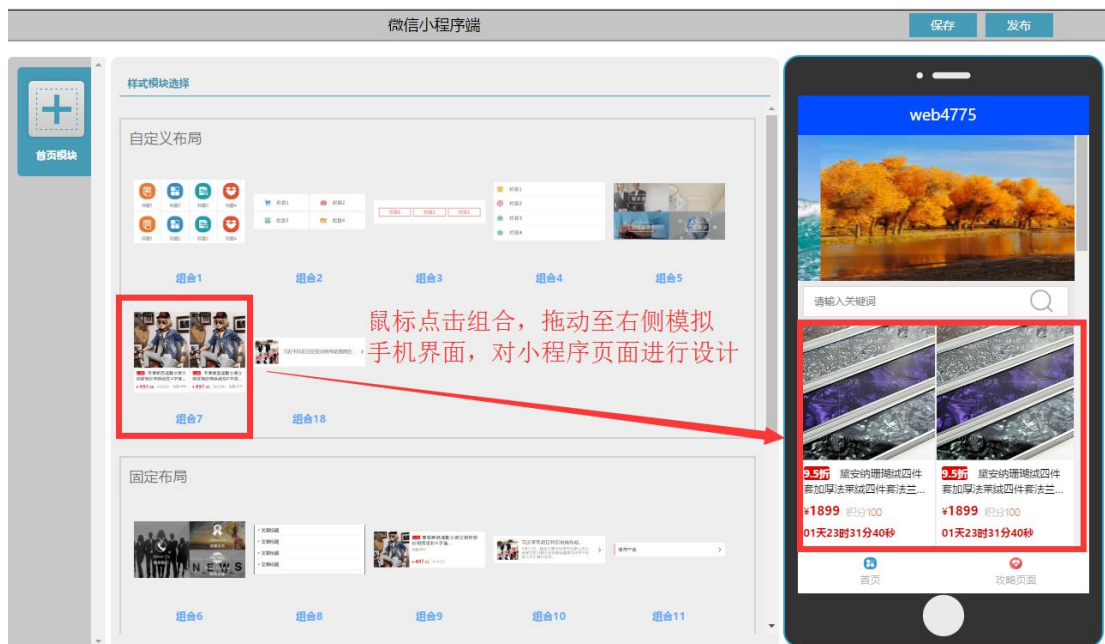 微信小程序端
保存
发布
首页模块
样式模块选择
自定义布局
组合1
组合2
组合3
组合4
组合5
鼠标点击组合，拖动至右侧模拟
手机界面，对小程序页面进行设计
组合7
组合18
固定布局
NEWS
组合6
组合8
组合9
组合10
组合11
web4775
请输入关键词
9.5折 黛安纳珊瑚绒四件
套加厚法莱绒四件套法兰...
¥1899 积分100
01天23时31分40秒
9.5折 黛安纳珊瑚绒四件
套加厚法莱绒四件套法兰...
¥1899 积分100
01天23时31分40秒
首页
攻略页面